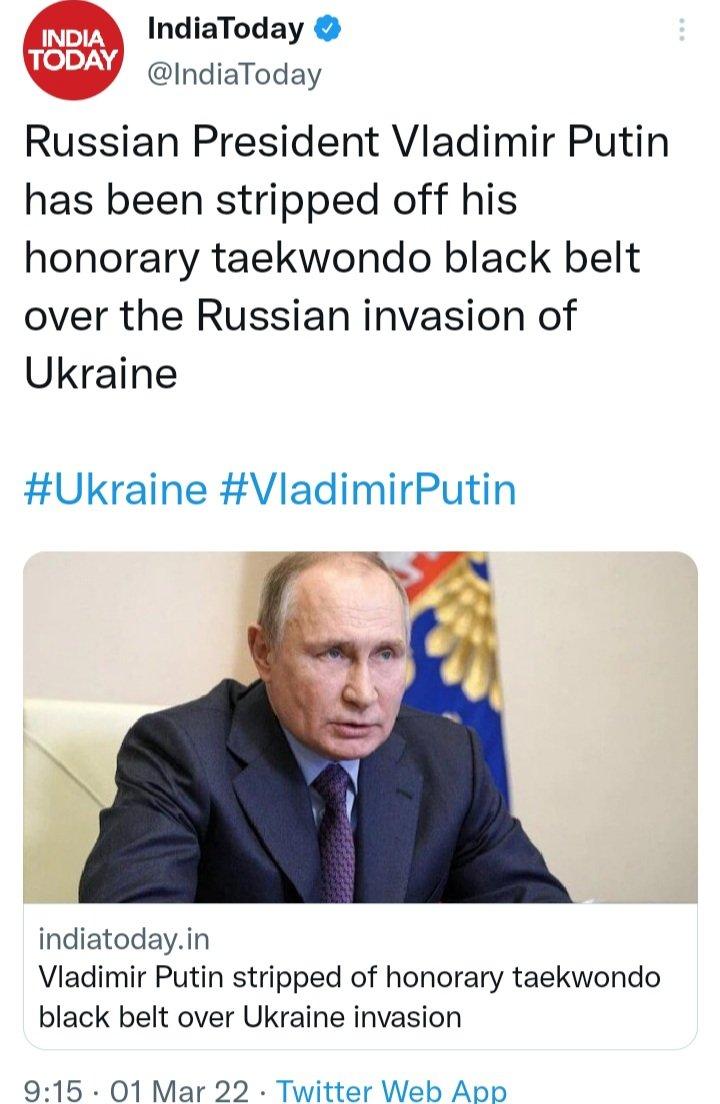 INDIA
TODAY
IndiaToday
@IndiaToday
Russian President Vladimir Putin
has been stripped off his
honorary taekwondo black belt
over the Russian invasion of
Ukraine
#Ukraine #VladimirPutin
indiatoday.in
Vladimir Putin stripped of honorary taekwondo
black belt over Ukraine invasion
9:15 · 01 Mar 22 · Twitter Web App